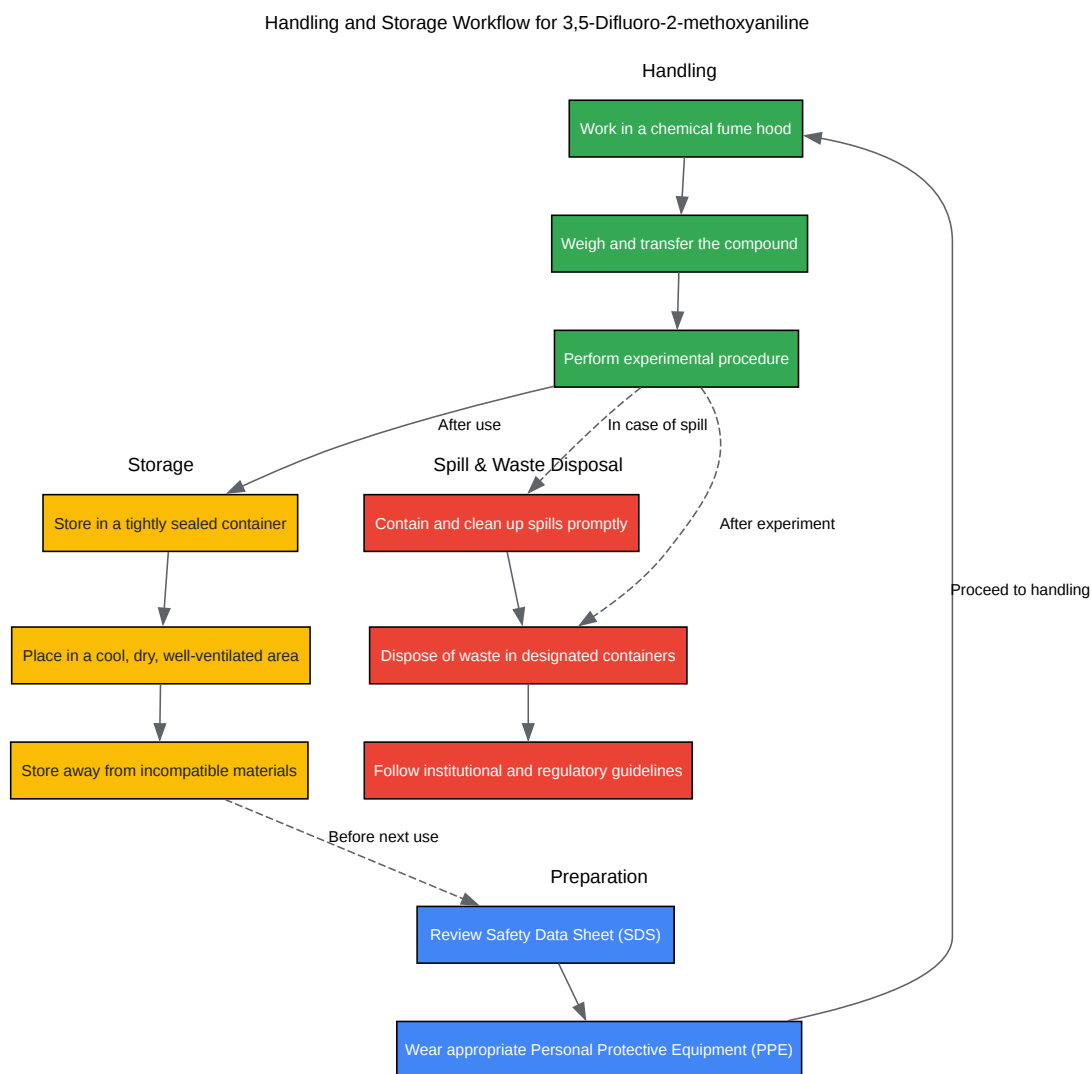 Handling and Storage Workflow for 3,5-Difluoro-2-methoxyaniline
Handling
Work in a chemical fume hood
Weigh and transfer the compound
Perform experimental procedure
After use
In case of spill
Storage
Spill & Waste Disposal
Store in a tightly sealed container
Contain and clean up spills promptly
After experiment
Proceed to handling
Place in a cool, dry, well-ventilated area
Dispose of waste in designated containers
Store away from incompatible materials
Follow institutional and regulatory guidelines
Before next use
Preparation
Review Safety Data Sheet (SDS)
Wear appropriate Personal Protective Equipment (PPE)